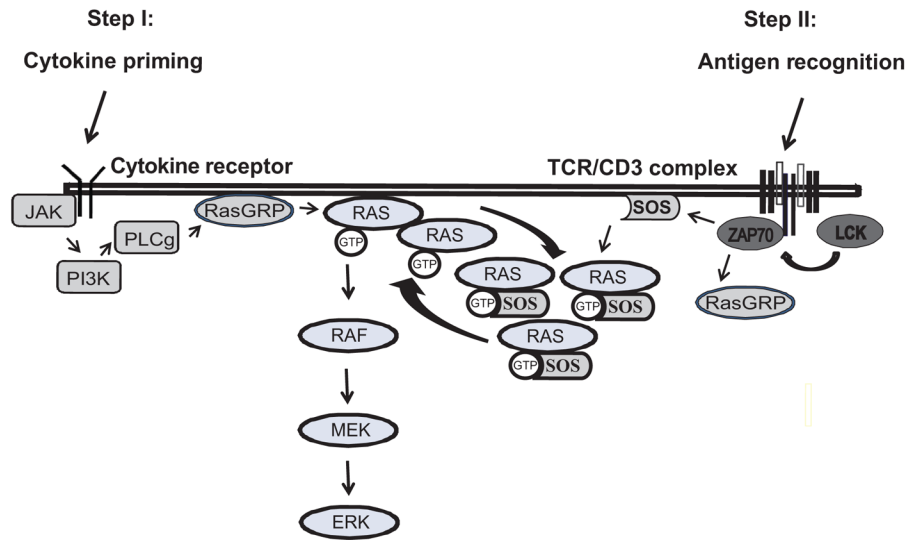 Step I:
Cytokine priming
Step II:
Antigen recognition
Cytokine receptor
TCR/CD3 complex
JAK
PI3K
PLCg
RasGRP
RAS
GTP
RAS
GTP
RAS
GTP SOS
RAS
GTP SOS
RAS
GTP SOS
SOS
ZAP70
LCK
RasGRP
RAF
MEK
ERK